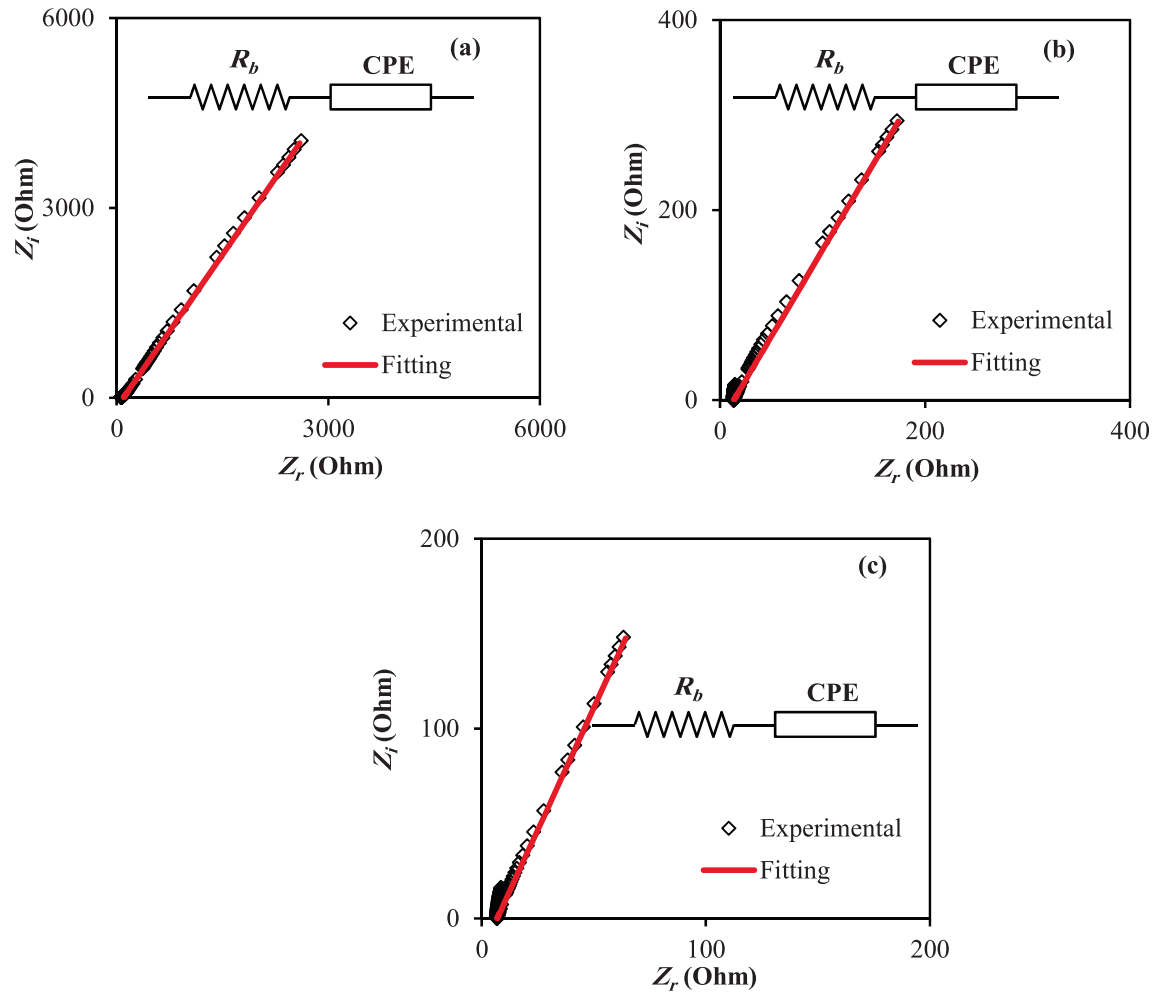 6000
(a)
R_b
CPE
Z_i (Ohm)
3000
Experimental
Fitting
0
0
3000
6000
Z_r (Ohm)
400
(b)
R_b
CPE
Z_i (Ohm)
200
Experimental
Fitting
0
0
200
400
Z_r (Ohm)
200
(c)
R_b
CPE
Z_i (Ohm)
100
Experimental
Fitting
0
0
100
200
Z_r (Ohm)